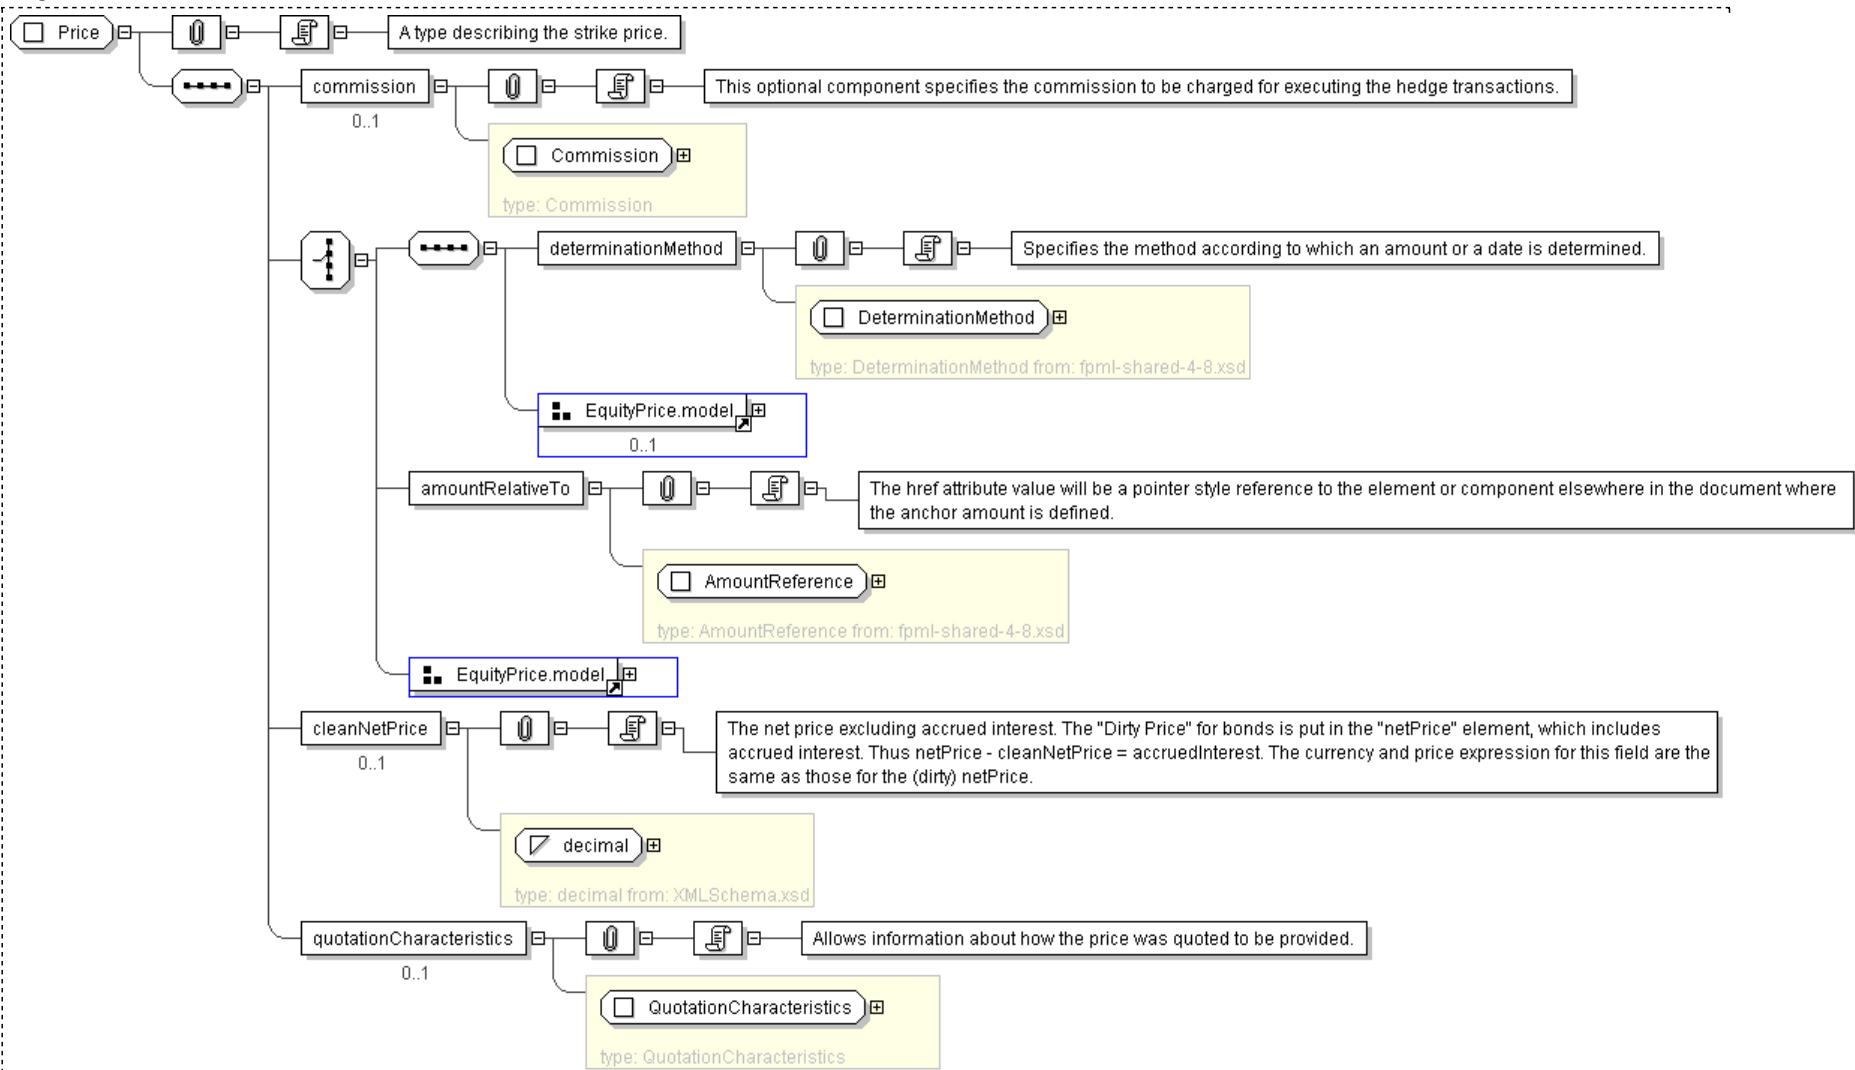 Price
A type describing the strike price.
commission
This optional component specifies the commission to be charged for executing the hedge transactions.
0..1
Commission
type: Commission
determinationMethod
Specifies the method according to which an amount or a date is determined.
DeterminationMethod
type: DeterminationMethod from: fpml-shared-4-8.xsd
EquityPrice.model
0..1
amountRelativeTo
The href attribute value will be a pointer style reference to the element or component elsewhere in the document where
the anchor amount is defined.
AmountReference
type: AmountReference from: fpml-shared-4-8.xsd
EquityPrice.model
cleanNetPrice
The net price excluding accrued interest. The "Dirty Price" for bonds is put in the "netPrice" element, which includes
accrued interest. Thus netPrice - cleanNetPrice = accruedInterest. The currency and price expression for this field are the
same as those for the (dirty) netPrice.
0..1
decimal
type: decimal from: XMLSchema.xsd
quotationCharacteristics
Allows information about how the price was quoted to be provided.
0..1
QuotationCharacteristics
type: QuotationCharacteristics